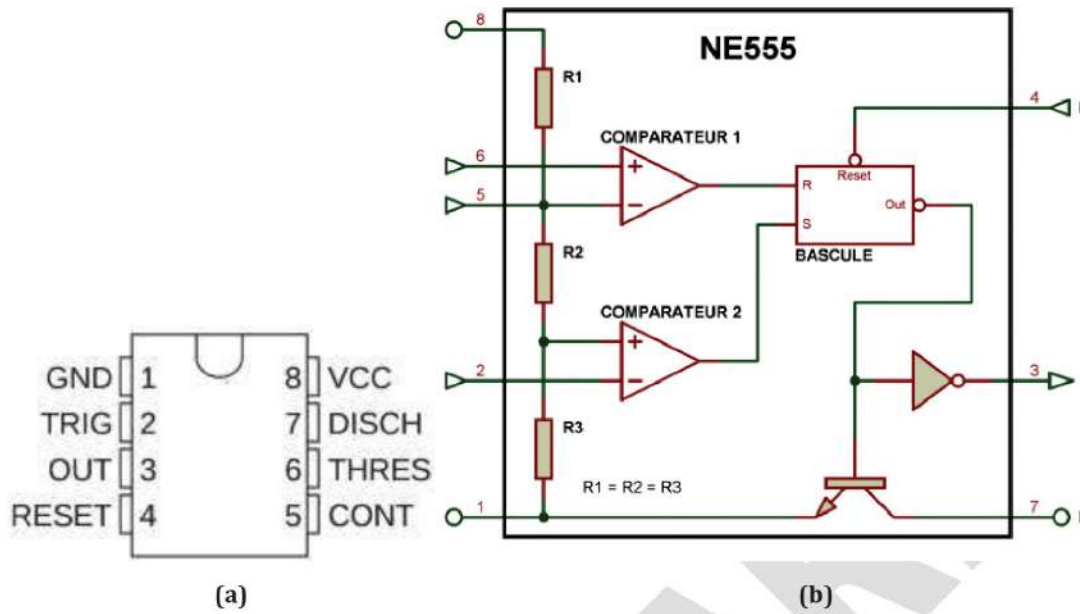 GND 1
TRIG 2
OUT 3
RESET 4
8 VCC
7 DISCH
6 THRES
5 CONT
(a)
NE555
8
R1
COMPARATEUR 1
6
+
5
-
R2
COMPARATEUR 2
+
2
-
R3
R1 = R2 = R3
1
4
Reset
R
Out
S
BASCULE
3
7
(b)